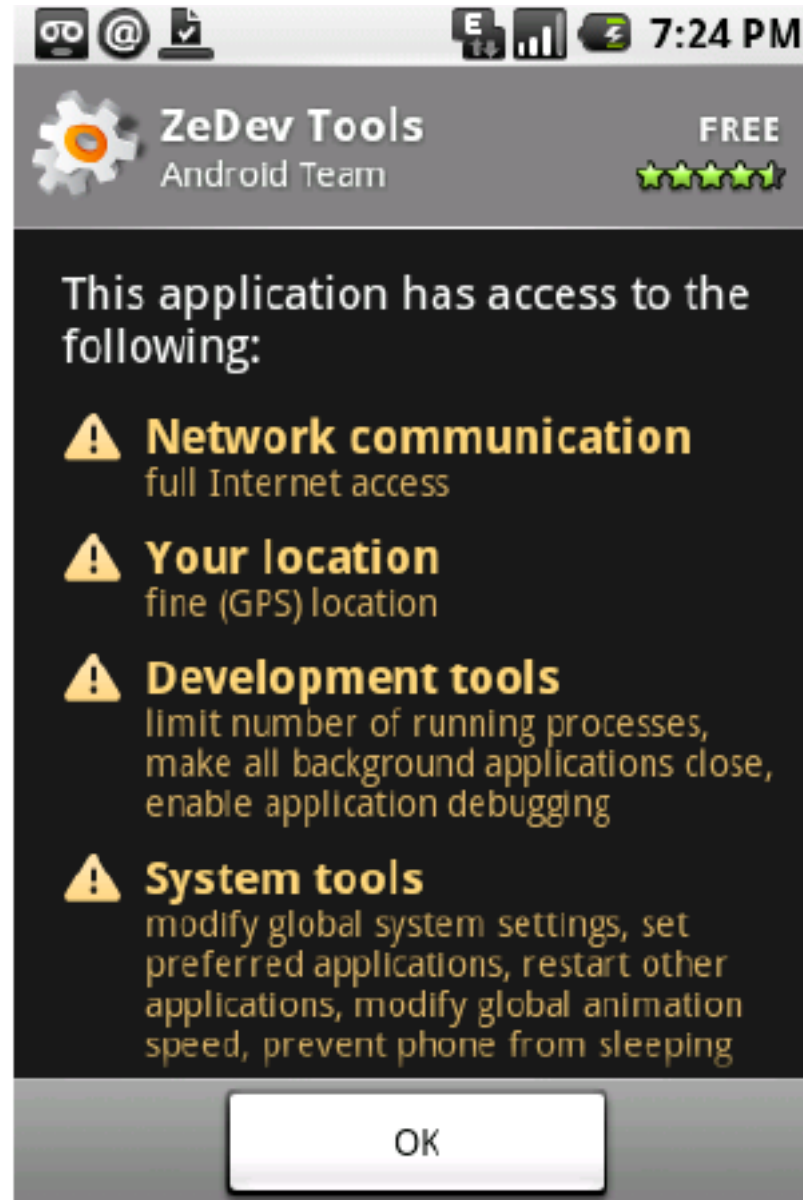 7:24 PM
ZeDev Tools
FREE
Android Team
This application has access to the
following:
Network communication
full Internet access
Your location
fine (GPS) location
Development tools
limit number of running processes,
make all background applications close,
enable application debugging
System tools
modify global system settings, set
preferred applications, restart other
applications, modify global animation
speed, prevent phone from sleeping
OK